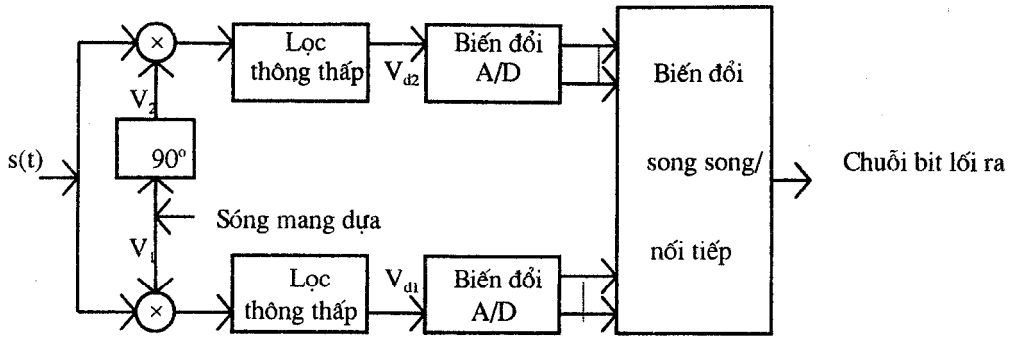 Lọc
thông thấp
V_d2
Biến đổi
A/D
Biến đổi
song song/
nối tiếp
V_2
90°
s(t)
Chuỗi bit lối ra
Sóng mang dựa
V_1
Lọc
thông thấp
V_d1
Biến đổi
A/D